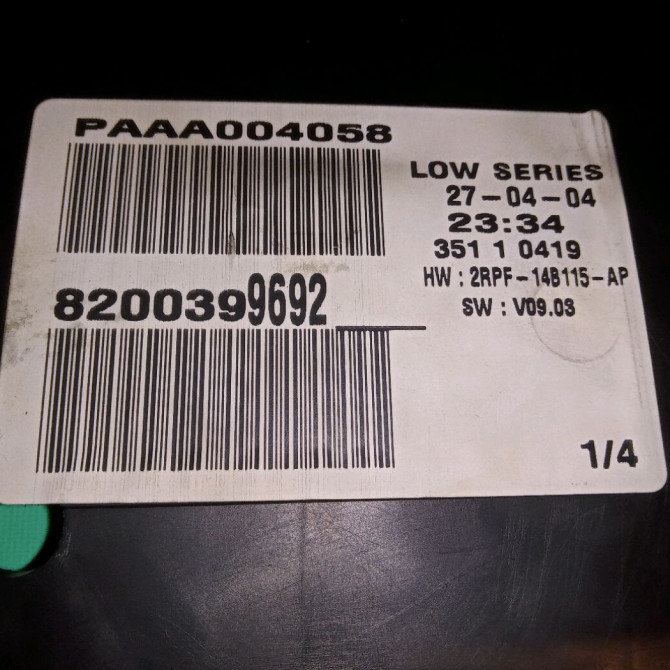 PAAA004058
LOW SERIES
27-04-04
23:34
351 1 0419
HW : 2RPF-14B115-AP
SW : V09.03
8200399692___
1/4